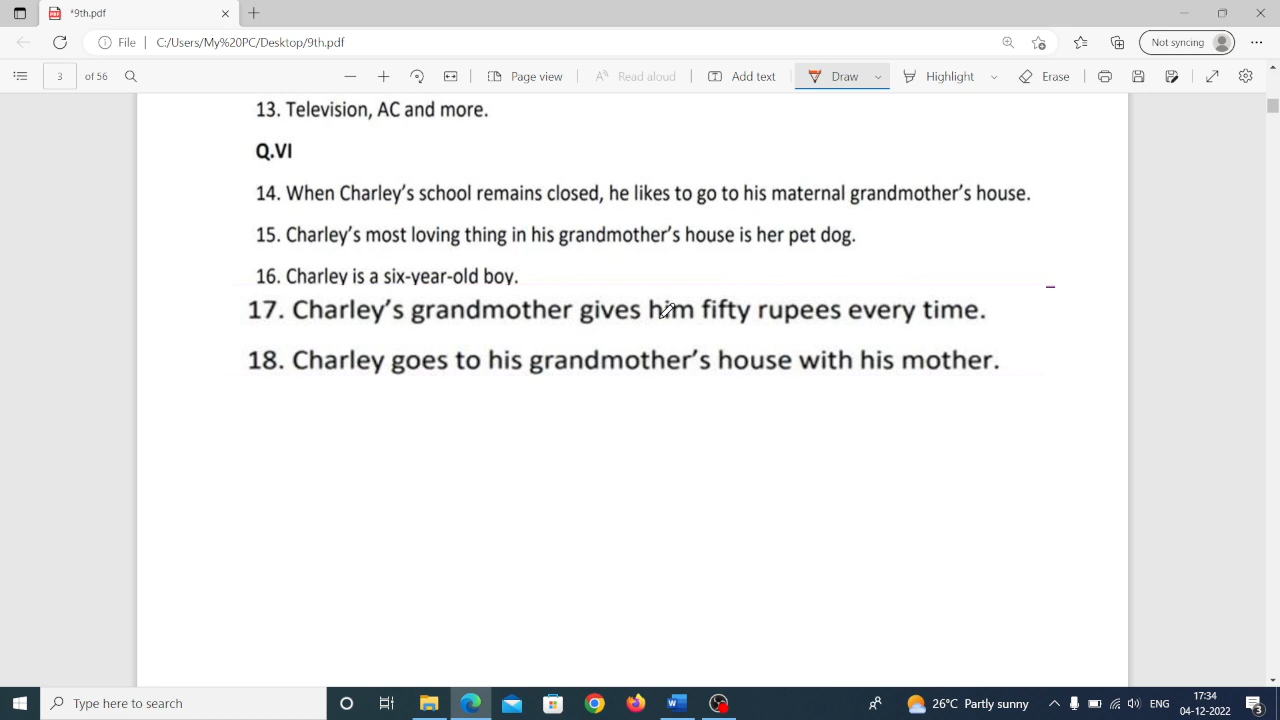 *9th.pdf
File
C:/Users/My%20PC/Desktop/9th.pdf
Not syncing
3
of 56
Page view
Read aloud
Add text
Draw
Highlight
Erase
13. Television, AC and more.
Q.VI
14. When Charley’s school remains closed, he likes to go to his maternal grandmother’s house.
15. Charley’s most loving thing in his grandmother’s house is her pet dog.
16. Charley is a six-year-old boy.
17. Charley’s grandmother gives him fifty rupees every time.
18. Charley goes to his grandmother’s house with his mother.
Type here to search
26°C Partly sunny
ENG
17:34
04-12-2022
3